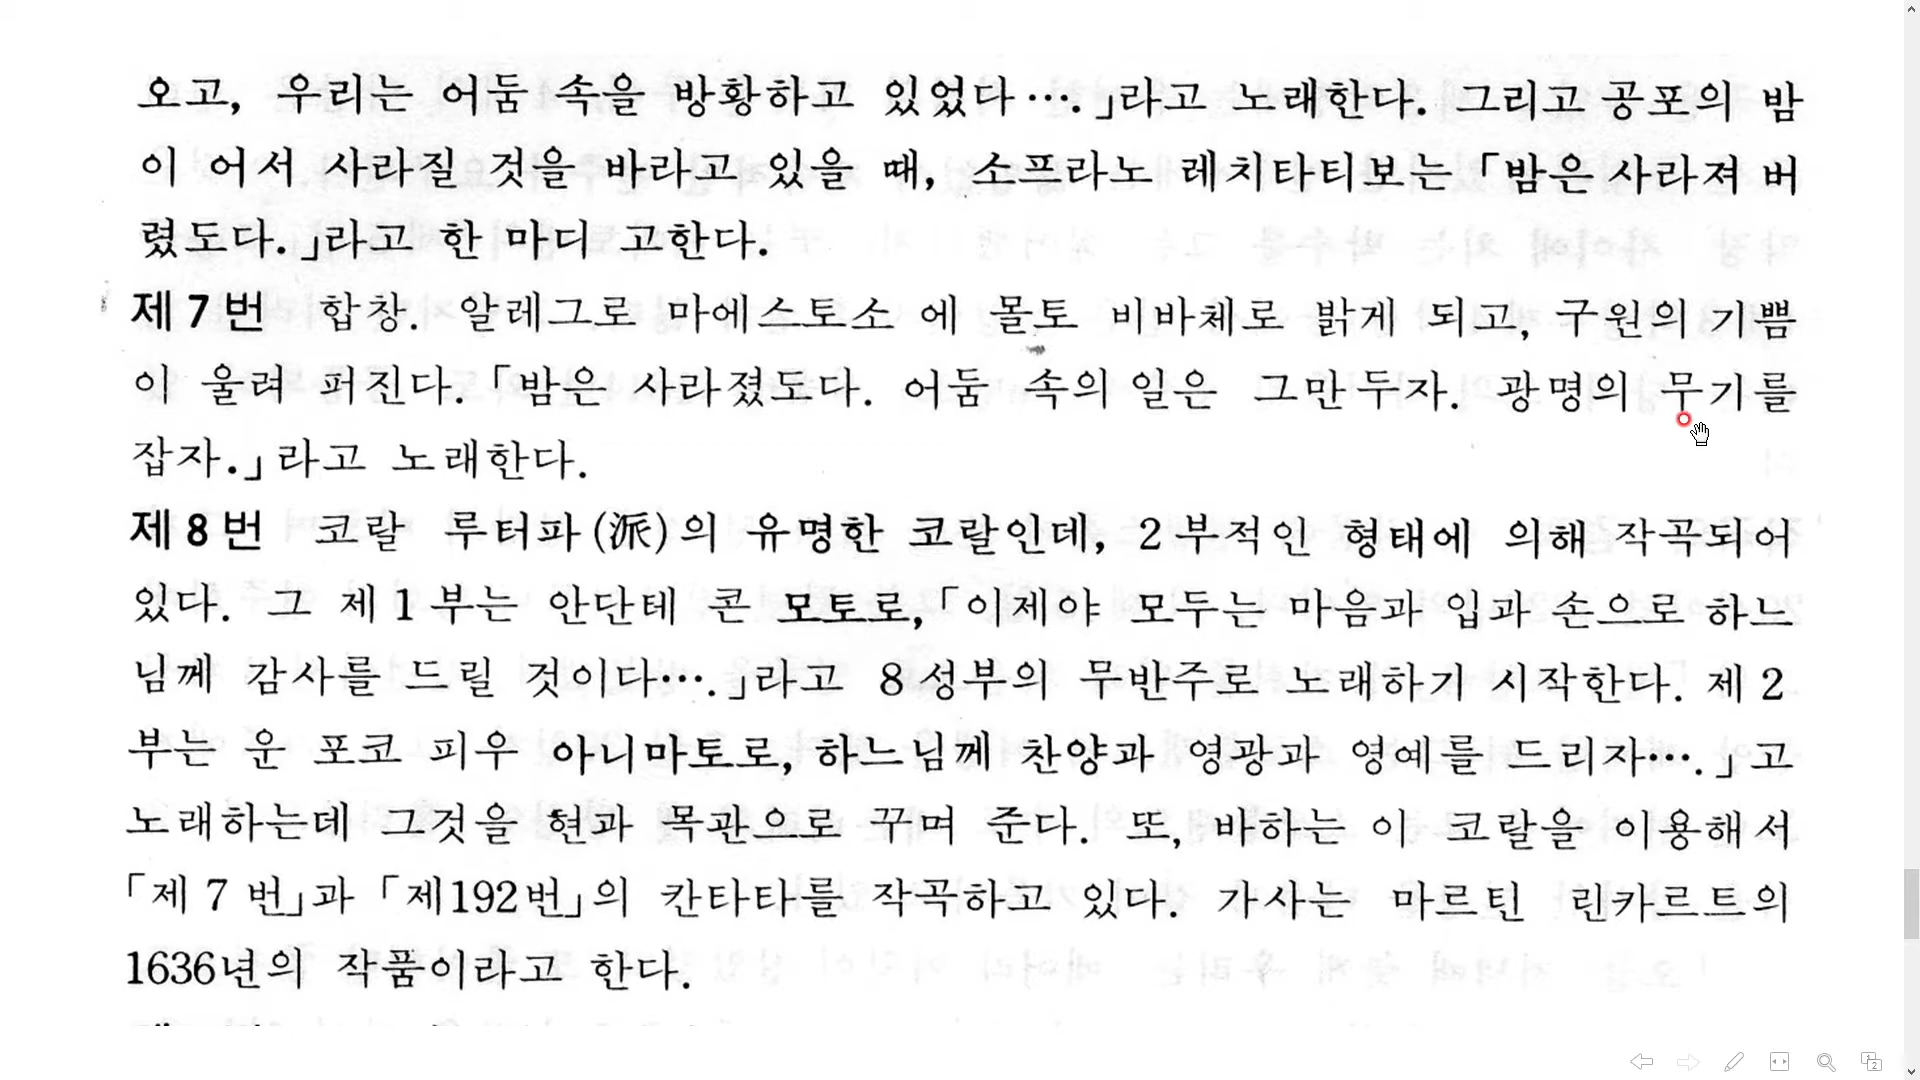 오고, 우리는 어둠 속을 방황하고 있었다….」라고 노래한다. 그리고 공포의 밤
이 어서 사라질 것을 바라고 있을 때, 소프라노 레치타티보는 「밤은 사라져 버
렸도다.」라고 한 마디 고한다.
제7번 합창. 알레그로 마에스토소 에 몰토 비바체로 밝게 되고, 구원의 기쁨
이 울려 퍼진다. 「밤은 사라졌도다. 어둠 속의 일은 그만두자. 광명의 무기를
잡자.」라고 노래한다.
제8번 코랄 루터파(派)의 유명한 코랄인데, 2부적인 형태에 의해 작곡되어
있다. 그 제1부는 안단테 콘 모토로, 「이제야 모두는 마음과 입과 손으로 하느
님께 감사를 드릴 것이다….」라고 8성부의 무반주로 노래하기 시작한다. 제2
부는 운 포코 피우 아니마토로, 하느님께 찬양과 영광과 영예를 드리자….」고
노래하는데 그것을 현과 목관으로 꾸며 준다. 또, 배하는 이 코랄을 이용해서
「제7번」과 「제192번」의 칸타타를 작곡하고 있다. 가사는 마르틴 린카르트의
1636년의 작품이라고 한다.